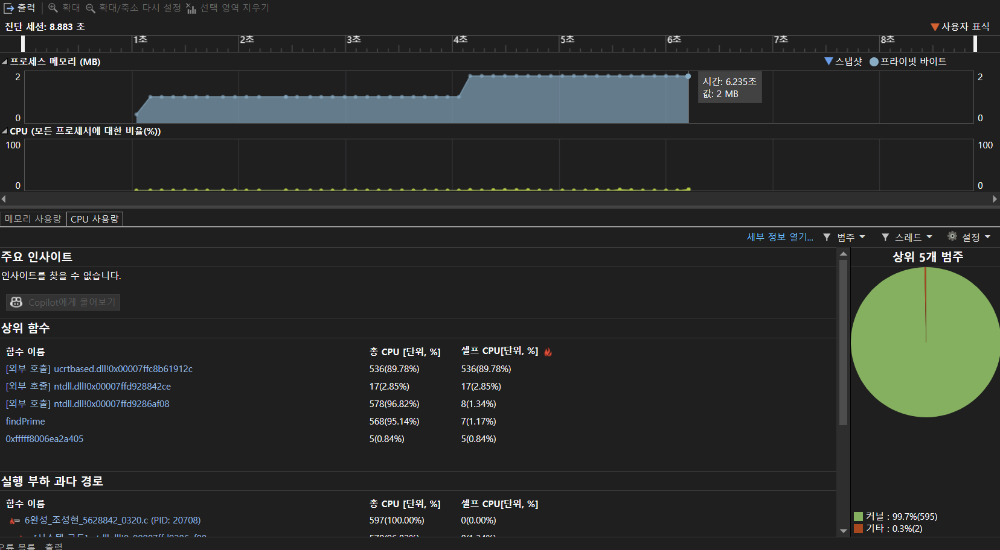 출력 확대 확대/축소 다시 설정 선택 영역 지우기
진단 세션: 8.883 초 사용자 표식
1초 2초 3초 4초 5초 6초 7초 8초
프로세스 메모리 (MB) 스냅샷 프라이빗 바이트
2 2
시간: 6.235초
값: 2 MB
0 0
CPU (모든 프로세서에 대한 비율(%))
100 100
0 0
메모리 사용량 CPU 사용량
세부 정보 열기... 범주 스레드 설정
주요 인사이트 상위 5개 범주
인사이트를 찾을 수 없습니다.
Copilot에게 물어보기
상위 함수
함수 이름 총 CPU [단위, %] 셀프 CPU[단위, %]
[외부 호출] ucrtbased.dll!0x00007ffc8b61912c 536(89.78%) 536(89.78%)
[외부 호출] ntdll.dll!0x00007ffd928842ce 17(2.85%) 17(2.85%)
[외부 호출] ntdll.dll!0x00007ffd9286af08 578(96.82%) 8(1.34%)
findPrime 568(95.14%) 7(1.17%)
0xfffff8006ea2a405 5(0.84%) 5(0.84%)
실행 부하 과다 경로
함수 이름 총 CPU [단위, %] 셀프 CPU[단위, %]
6완성_조성현_5628842_0320.c (PID: 20708) 597(100.00%) 0(0.00%)
커널 : 99.7%(595)
기타 : 0.3%(2)
오류 목록 출력